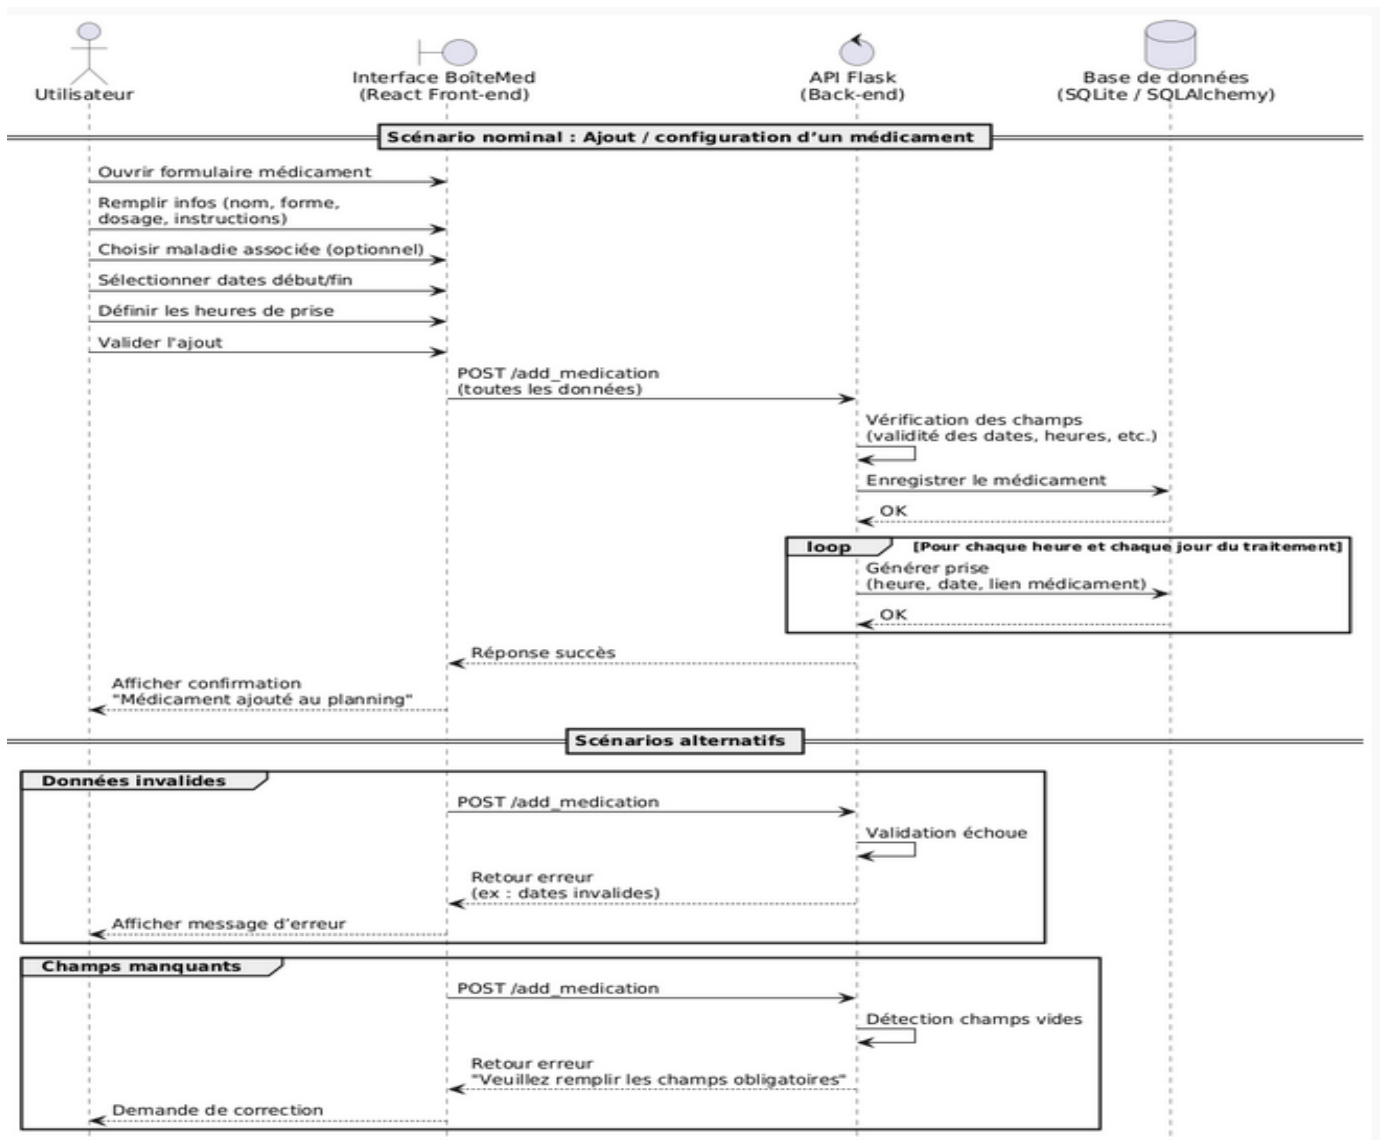 Utilisateur
Interface BoîteMed
(React Front-end)
API Flask
(Back-end)
Base de données
(SQLite / SQLAlchemy)
Scénario nominal : Ajout / configuration d’un médicament
Ouvrir formulaire médicament
Remplir infos (nom, forme,
dosage, instructions)
Choisir maladie associée (optionnel)
Sélectionner dates début/fin
Définir les heures de prise
Valider l'ajout
POST /add_medication
(toutes les données)
Vérification des champs
(validité des dates, heures, etc.)
Enregistrer le médicament
OK
loop
[Pour chaque heure et chaque jour du traitement]
Générer prise
(heure, date, lien médicament)
OK
Réponse succès
Afficher confirmation
"Médicament ajouté au planning"
Scénarios alternatifs
Données invalides
POST /add_medication
Validation échoue
Retour erreur
(ex : dates invalides)
Afficher message d’erreur
Champs manquants
POST /add_medication
Détection champs vides
Retour erreur
"Veuillez remplir les champs obligatoires"
Demande de correction